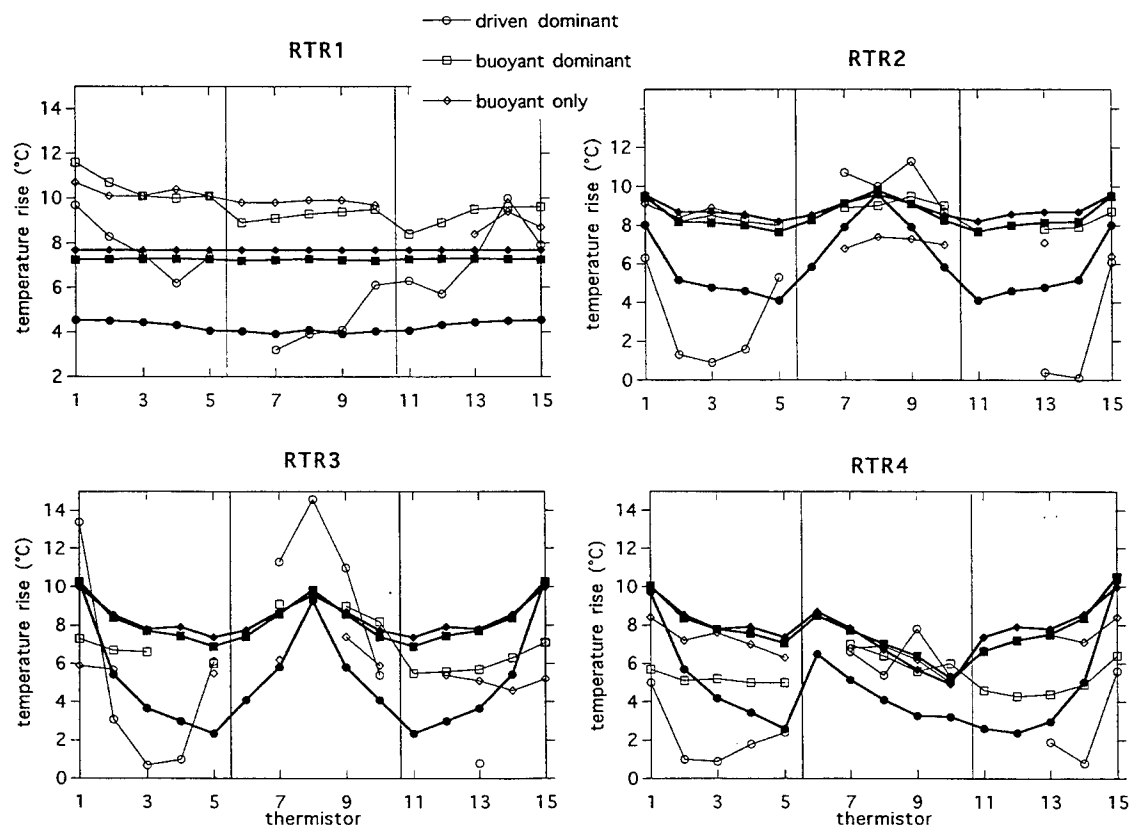 driven dominant
RTR1
buoyant dominant
RTR2
buoyant only
temperature rise (°C)
14
12
10
8
6
4
2
1 3 5 7 9 11 13 15
temperature rise (°C)
12
10
8
6
4
2
0
1 3 5 7 9 11 13 15
RTR3
RTR4
temperature rise (°C)
14
12
10
8
6
4
2
0
1 3 5 7 9 11 13 15
thermistor
temperature rise (°C)
14
12
10
8
6
4
2
0
1 3 5 7 9 11 13 15
thermistor